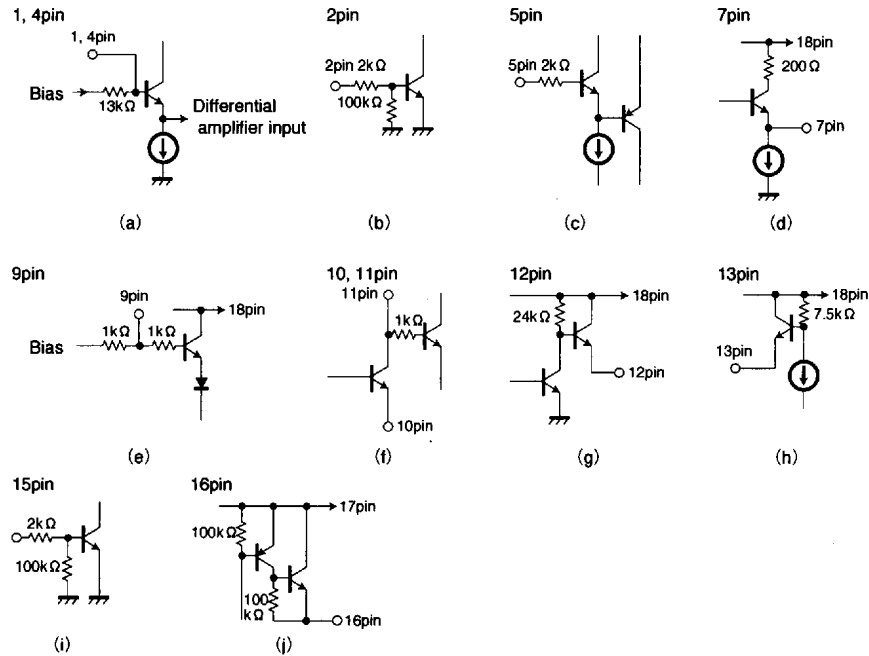 1, 4pin
1, 4pin
Bias
13kΩ
Differential
amplifier input
(a)
2pin
2pin 2kΩ
100kΩ
(b)
5pin
5pin 2kΩ
(c)
7pin
18pin
200Ω
7pin
(d)
9pin
9pin
18pin
1kΩ
1kΩ
Bias
(e)
10, 11pin
11pin
1kΩ
10pin
(f)
12pin
18pin
24kΩ
12pin
(g)
13pin
18pin
7.5kΩ
13pin
(h)
15pin
2kΩ
100kΩ
(i)
16pin
17pin
100kΩ
100
kΩ
16pin
(j)